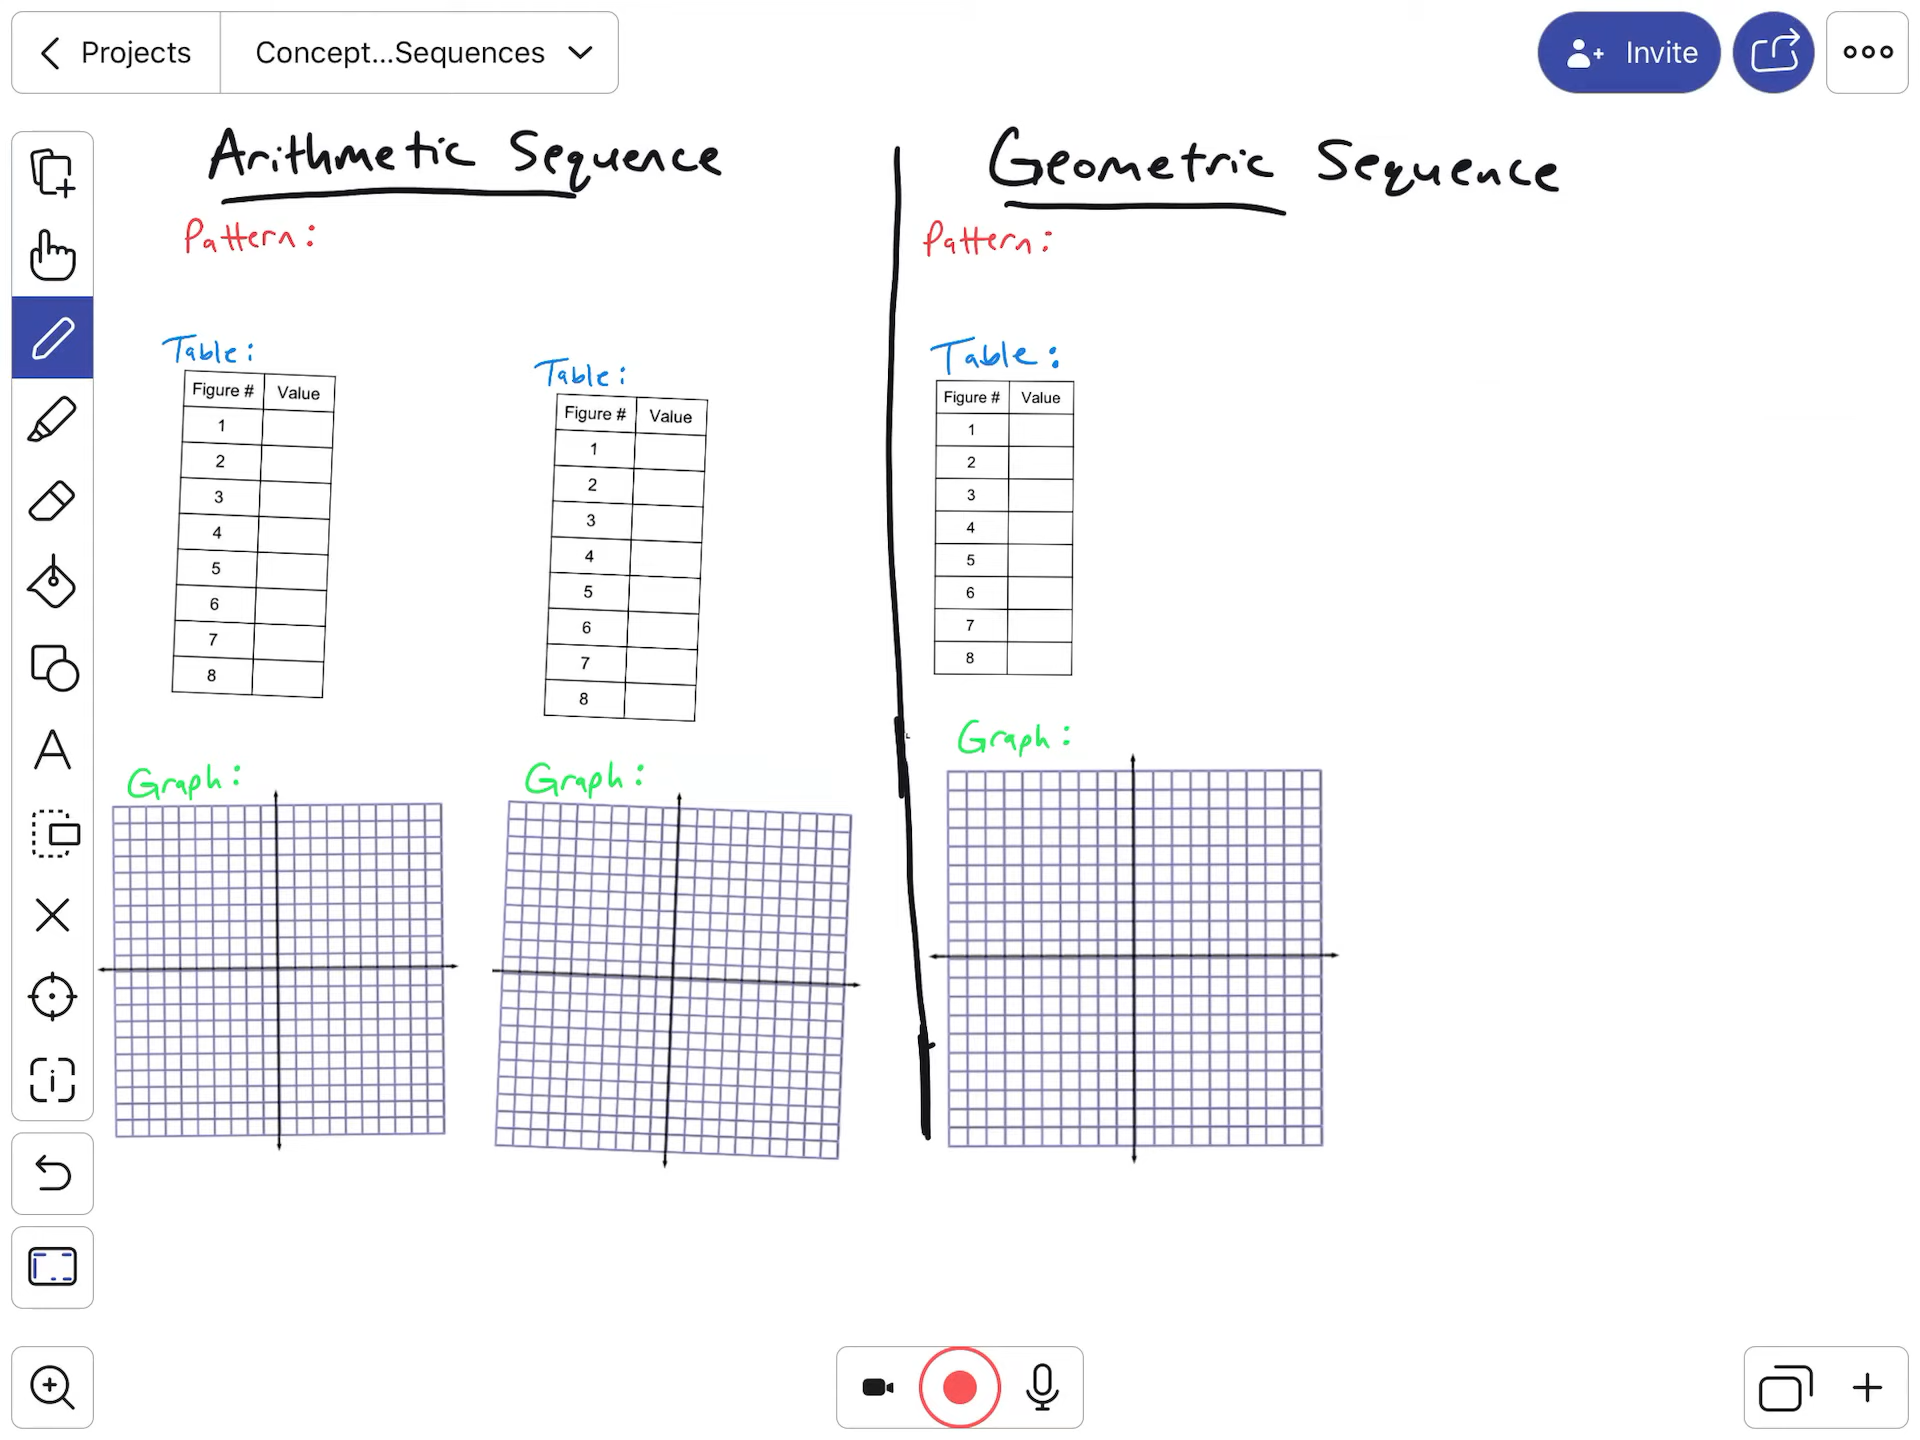 Projects
Concept...Sequences
Invite
Arithmetic Sequence
Pattern:
Table:
Figure # Value
1
2
3
4
5
6
7
8
Table:
Figure # Value
1
2
3
4
5
6
7
8
Graph:
Graph:
Geometric Sequence
Pattern:
Table:
Figure # Value
1
2
3
4
5
6
7
8
Graph: